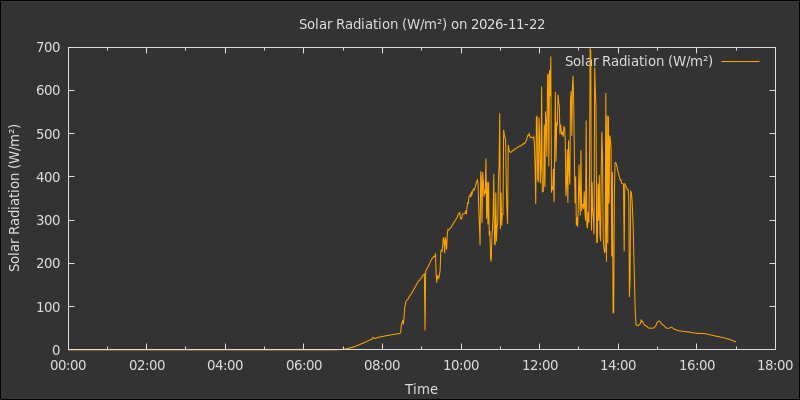 Solar Radiation (W/m²) on 2026-11-22
Solar Radiation (W/m²)
Solar Radiation (W/m²)
700
600
500
400
300
200
100
0
00:00 02:00 04:00 06:00 08:00 10:00 12:00 14:00 16:00 18:00
Time